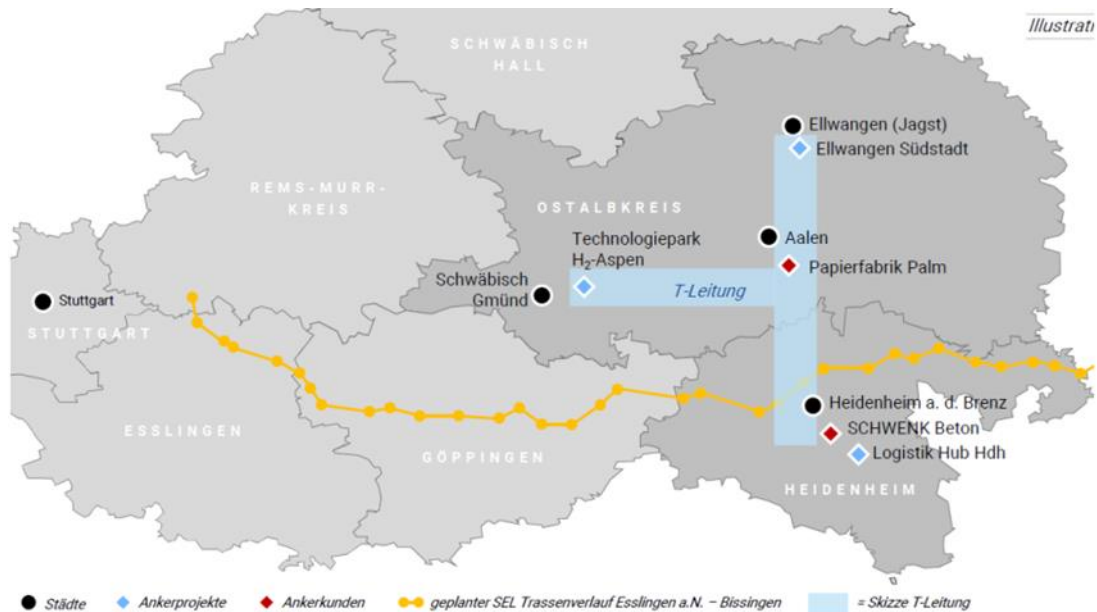 Illustrati
SCHWÄBISCH
HALL
Ellwangen (Jagst)
Ellwangen Südstadt
REMS-MURR-
KREIS
OSTALBKREIS
Technologiepark
H₂-Aspen
Aalen
Papierfabrik Palm
Schwäbisch
Gmünd
T-Leitung
Stuttgart
STUTTGART
Heidenheim a. d. Brenz
SCHWENK Beton
Logistik Hub Hdh
ESSLINGEN
GÖPPINGEN
HEIDENHEIM
Städte
Ankerprojekte
Ankerkunden
geplanter SEL Trassenverlauf Esslingen a.N. – Bissingen
= Skizze T-Leitung